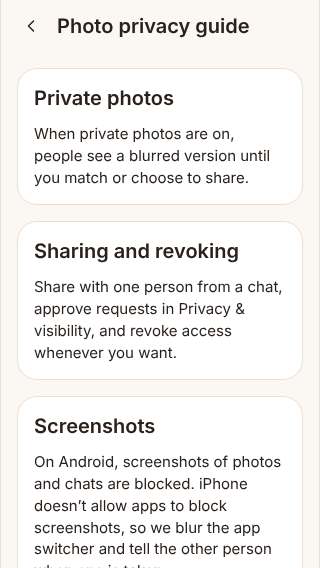 Photo privacy guide
Private photos
When private photos are on,
people see a blurred version until
you match or choose to share.
Sharing and revoking
Share with one person from a chat,
approve requests in Privacy &
visibility, and revoke access
whenever you want.
Screenshots
On Android, screenshots of photos
and chats are blocked. iPhone
doesn’t allow apps to block
screenshots, so we blur the app
switcher and tell the other person